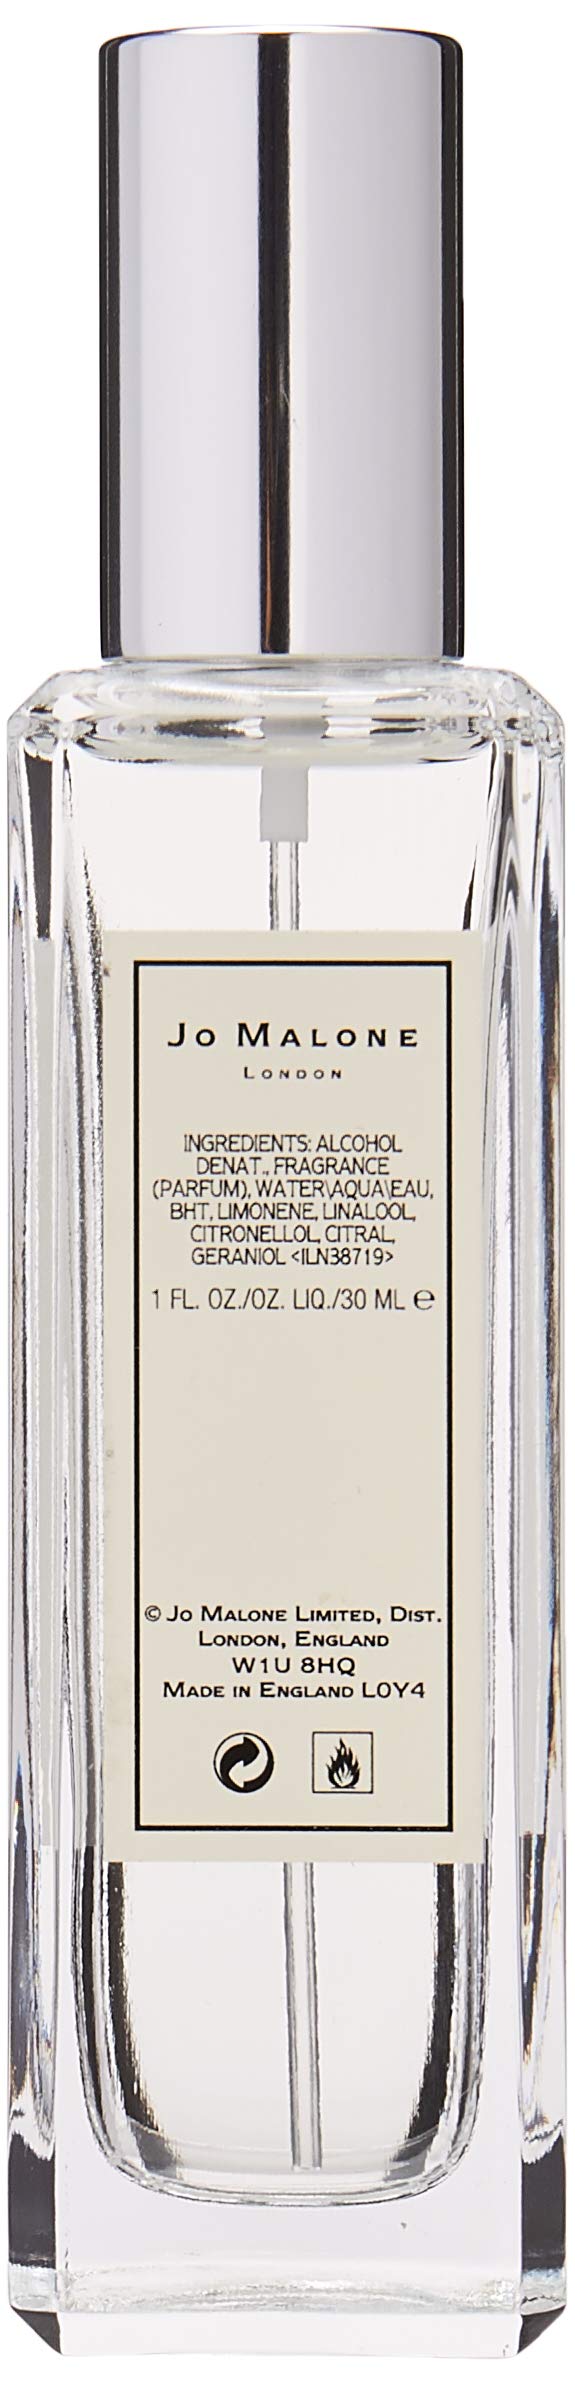 JO MALONE
LONDON
INGREDIENTS: ALCOHOL
DENAT., FRAGRANCE
(PARFUM), WATER\AQUA\EAU,
BHT, LIMONENE, LINALOOL,
CITRONELLOL, CITRAL,
GERANIOL <ILN38719>
1 FL. OZ./OZ. LIQ./30 ML ℮
© JO MALONE LIMITED, DIST.
LONDON, ENGLAND
W1U 8HQ
MADE IN ENGLAND LOY4